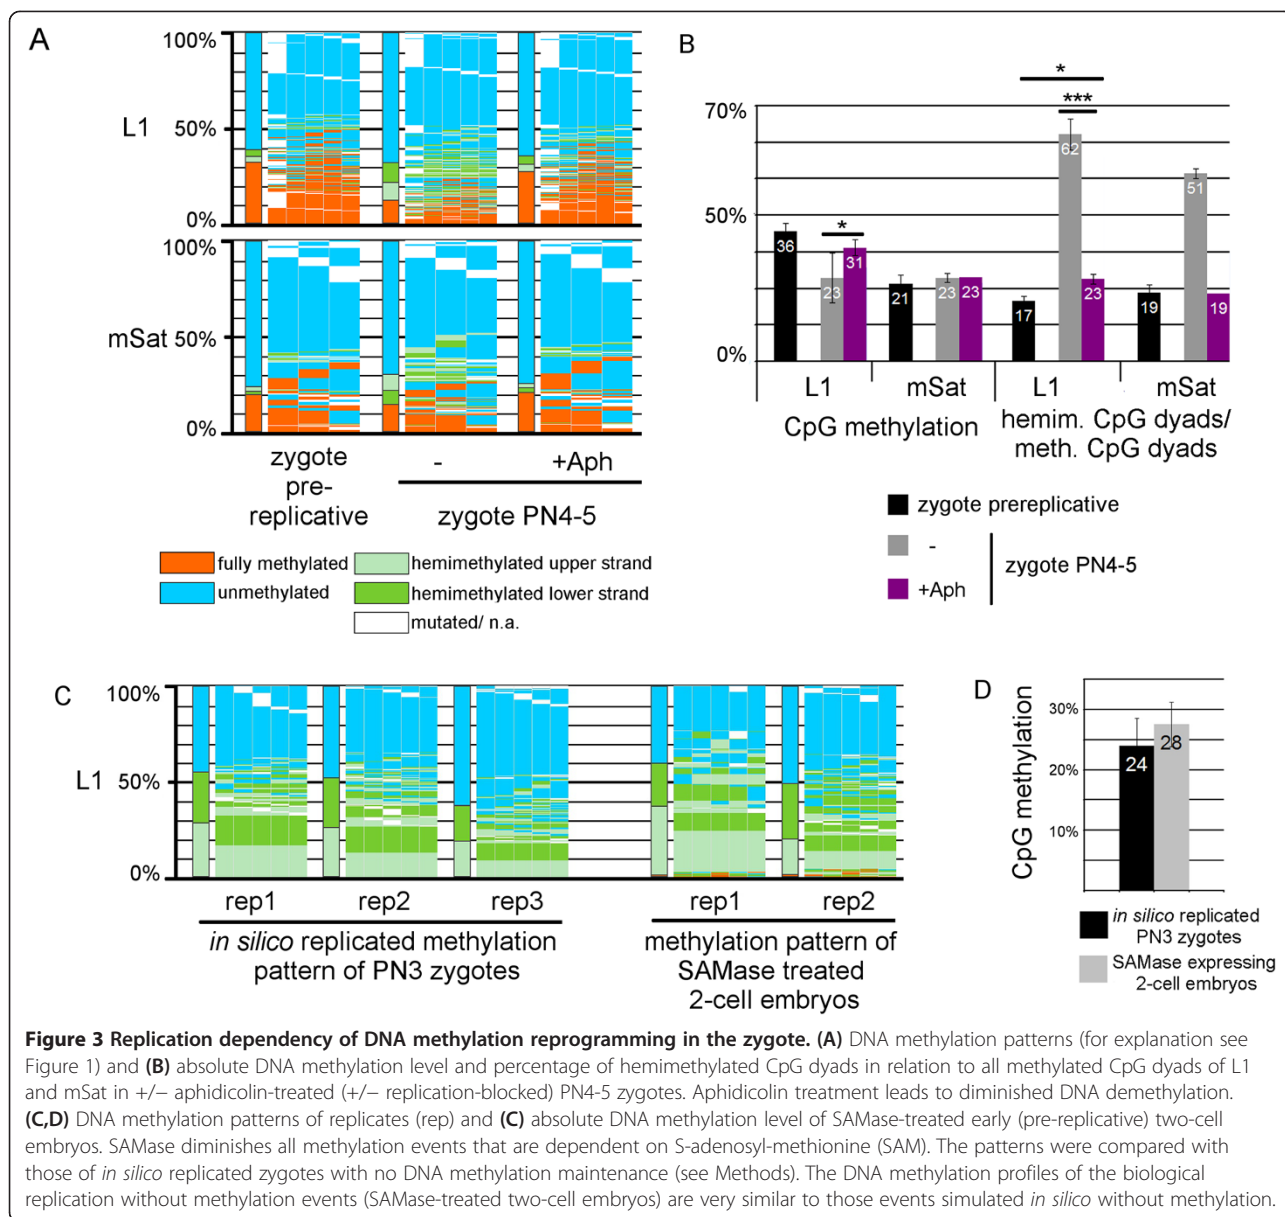 A
100%
L1
50%
0%
100%
mSat 50%
0%
zygote
pre-
replicative
-
+Aph
zygote PN4-5
fully methylated
unmethylated
hemimethylated upper strand
hemimethylated lower strand
mutated/ n.a.
B
*
***
70%
50%
0%
*
36
23
31
21
23
23
17
62
23
19
51
19
L1
mSat
L1
mSat
CpG methylation
hemim. CpG dyads/
meth. CpG dyads
zygote prereplicative
-
+Aph
zygote PN4-5
C
100%
L1
50%
0%
rep1
rep2
rep3
in silico replicated methylation
pattern of PN3 zygotes
rep1
rep2
methylation pattern of
SAMase treated
2-cell embryos
D
CpG methylation
30%
20%
10%
24
28
in silico replicated
PN3 zygotes
SAMase expressing
2-cell embryos
Figure 3 Replication dependency of DNA methylation reprogramming in the zygote. (A) DNA methylation patterns (for explanation see
Figure 1) and (B) absolute DNA methylation level and percentage of hemimethylated CpG dyads in relation to all methylated CpG dyads of L1
and mSat in +/− aphidicolin-treated (+/− replication-blocked) PN4-5 zygotes. Aphidicolin treatment leads to diminished DNA demethylation.
(C,D) DNA methylation patterns of replicates (rep) and (C) absolute DNA methylation level of SAMase-treated early (pre-replicative) two-cell
embryos. SAMase diminishes all methylation events that are dependent on S-adenosyl-methionine (SAM). The patterns were compared with
those of in silico replicated zygotes with no DNA methylation maintenance (see Methods). The DNA methylation profiles of the biological
replication without methylation events (SAMase-treated two-cell embryos) are very similar to those events simulated in silico without methylation.